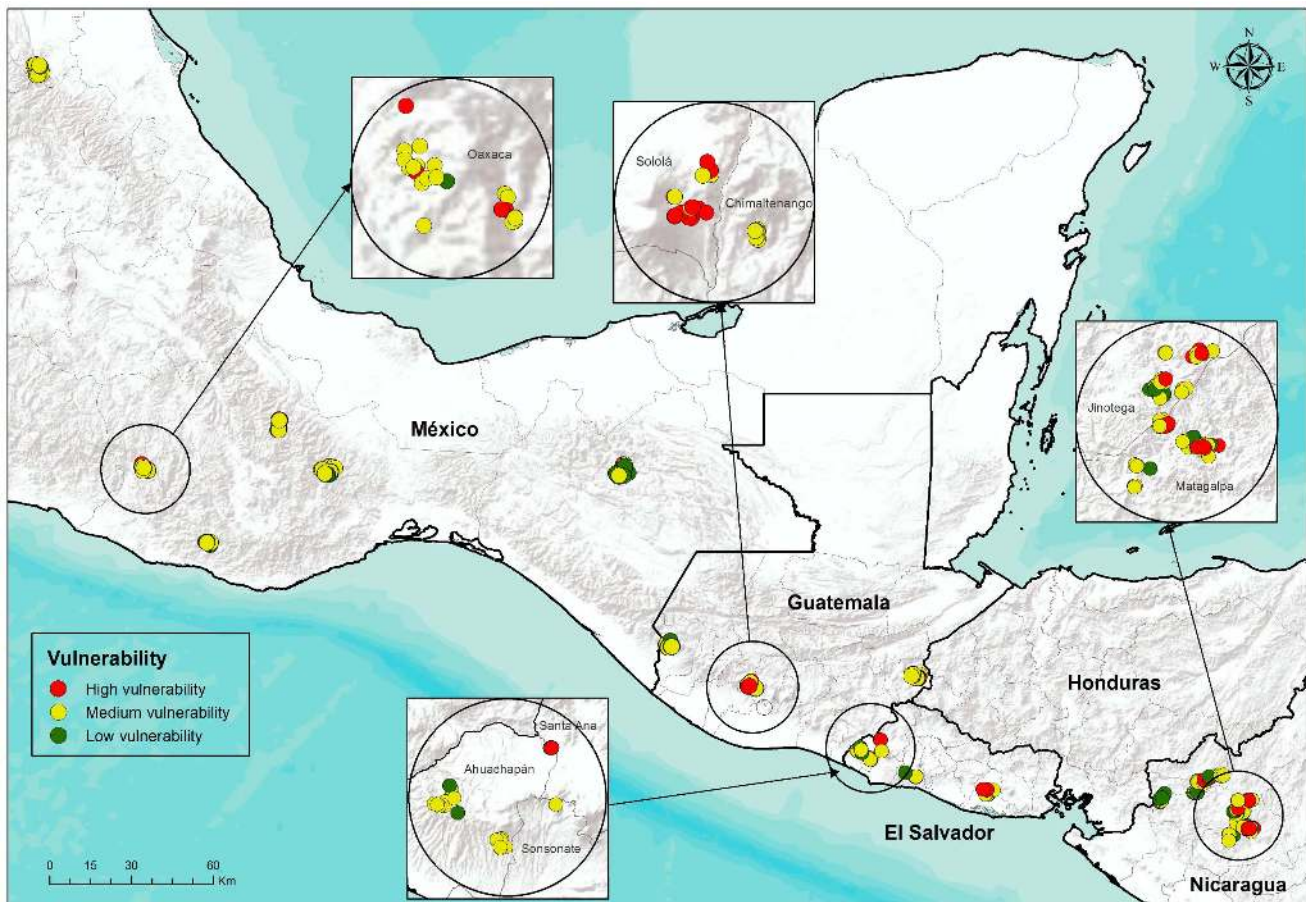 N
W
E
S
Oaxaca
Sololá
Chimaltenango
Jinotega
Matagalpa
México
Guatemala
Honduras
Vulnerability
High vulnerability
Medium vulnerability
Low vulnerability
Santa Ana
Ahuachapán
Sonsonate
El Salvador
Nicaragua
0 15 30 60
Km